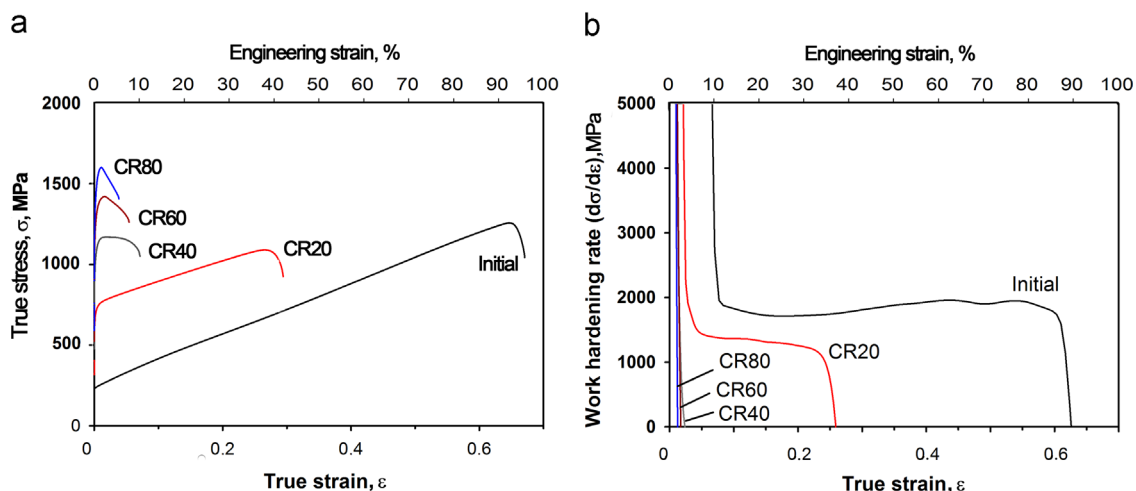 a
Engineering strain, %
0 10 20 30 40 50 60 70 80 90 100
2000
1500
1000
500
0
True stress, σ, MPa
CR80
CR60
CR40
CR20
Initial
0 0.2 0.4 0.6
True strain, ε
b
Engineering strain, %
0 10 20 30 40 50 60 70 80 90 100
5000
4000
3000
2000
1000
0
Work hardening rate (dσ/dε),MPa
Initial
CR20
CR80
CR60
CR40
0 0.2 0.4 0.6
True strain, ε